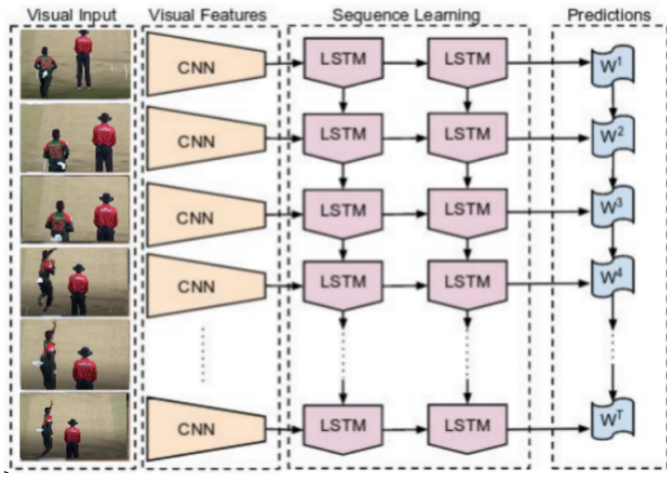 Visual Input Visual Features Sequence Learning Predictions
CNN LSTM LSTM W¹
CNN LSTM LSTM W²
CNN LSTM LSTM W³
CNN LSTM LSTM W⁴
CNN LSTM LSTM Wᵀ